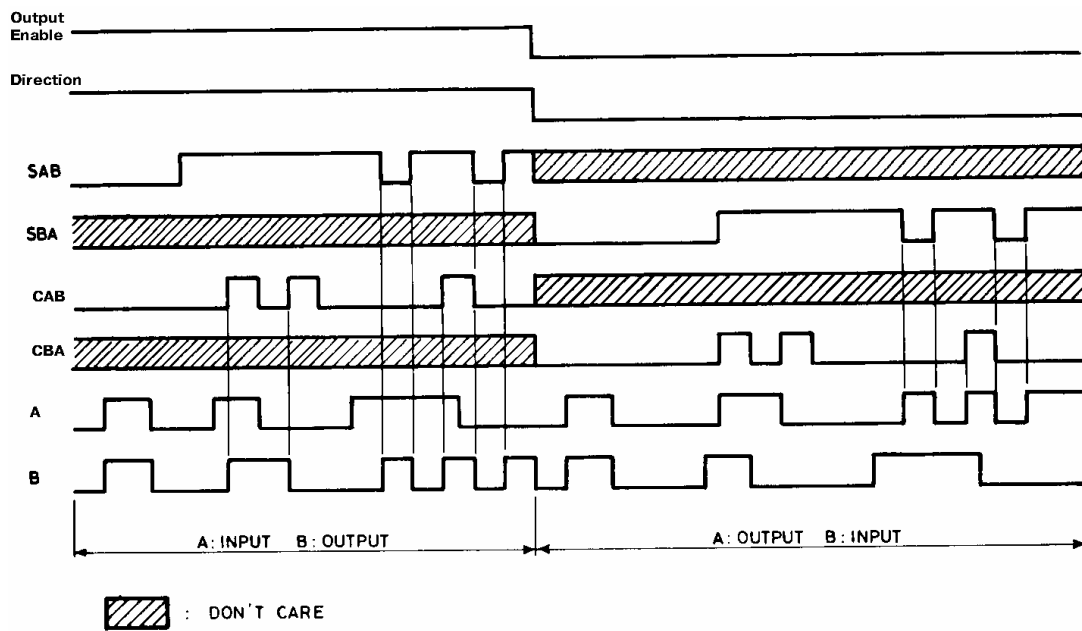 Output
Enable
Direction
SAB
SBA
CAB
CBA
A
B
A: INPUT B: OUTPUT
A: OUTPUT B: INPUT
: DON'T CARE